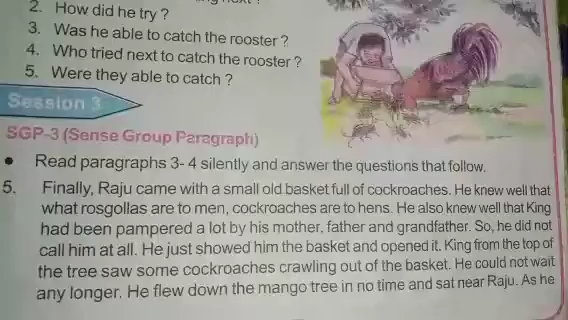 2. How did he try ?
3. Was he able to catch the rooster ?
4. Who tried next to catch the rooster ?
5. Were they able to catch ?
Session 3
SGP-3 (Sense Group Paragraph)
• Read paragraphs 3- 4 silently and answer the questions that follow.
5. Finally, Raju came with a small old basket full of cockroaches. He knew well that
what rosgollas are to men, cockroaches are to hens. He also knew well that King
had been pampered a lot by his mother, father and grandfather. So, he did not
call him at all. He just showed him the basket and opened it. King from the top of
the tree saw some cockroaches crawling out of the basket. He could not wait
any longer. He flew down the mango tree in no time and sat near Raju. As he